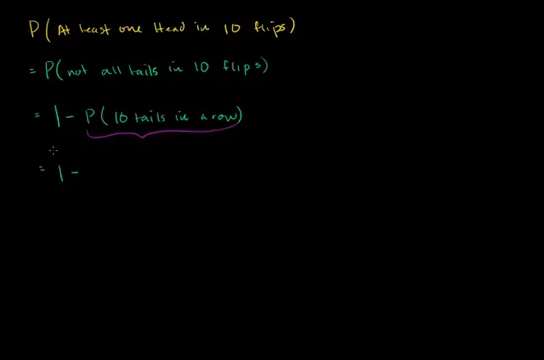 P(At least one Head in 10 flips)
= P(not all tails in 10 flips)
= 1 - P(10 tails in a row)
= 1 -